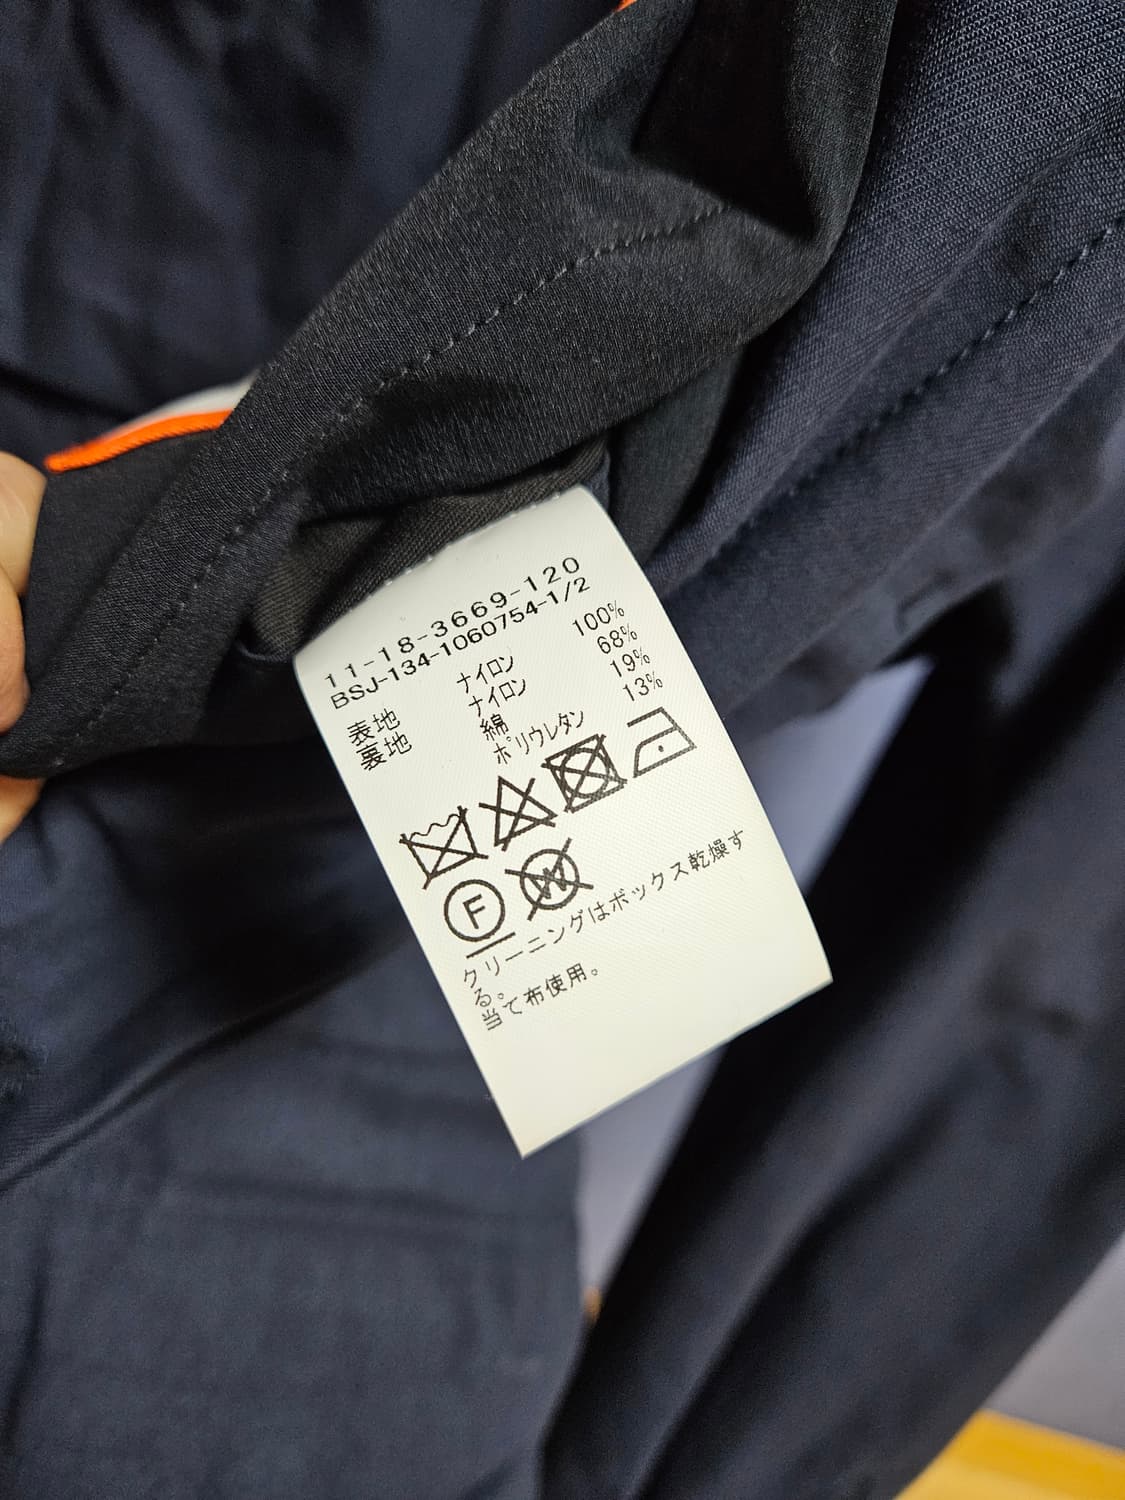 11-18-3669-120
BSJ-134-1060754-1/2
表地 ナイロン 100%
裏地 ナイロン 68%
綿 19%
ポリウレタン 13%
F W
クリーニングはボックス乾燥す
る。
当て布使用。